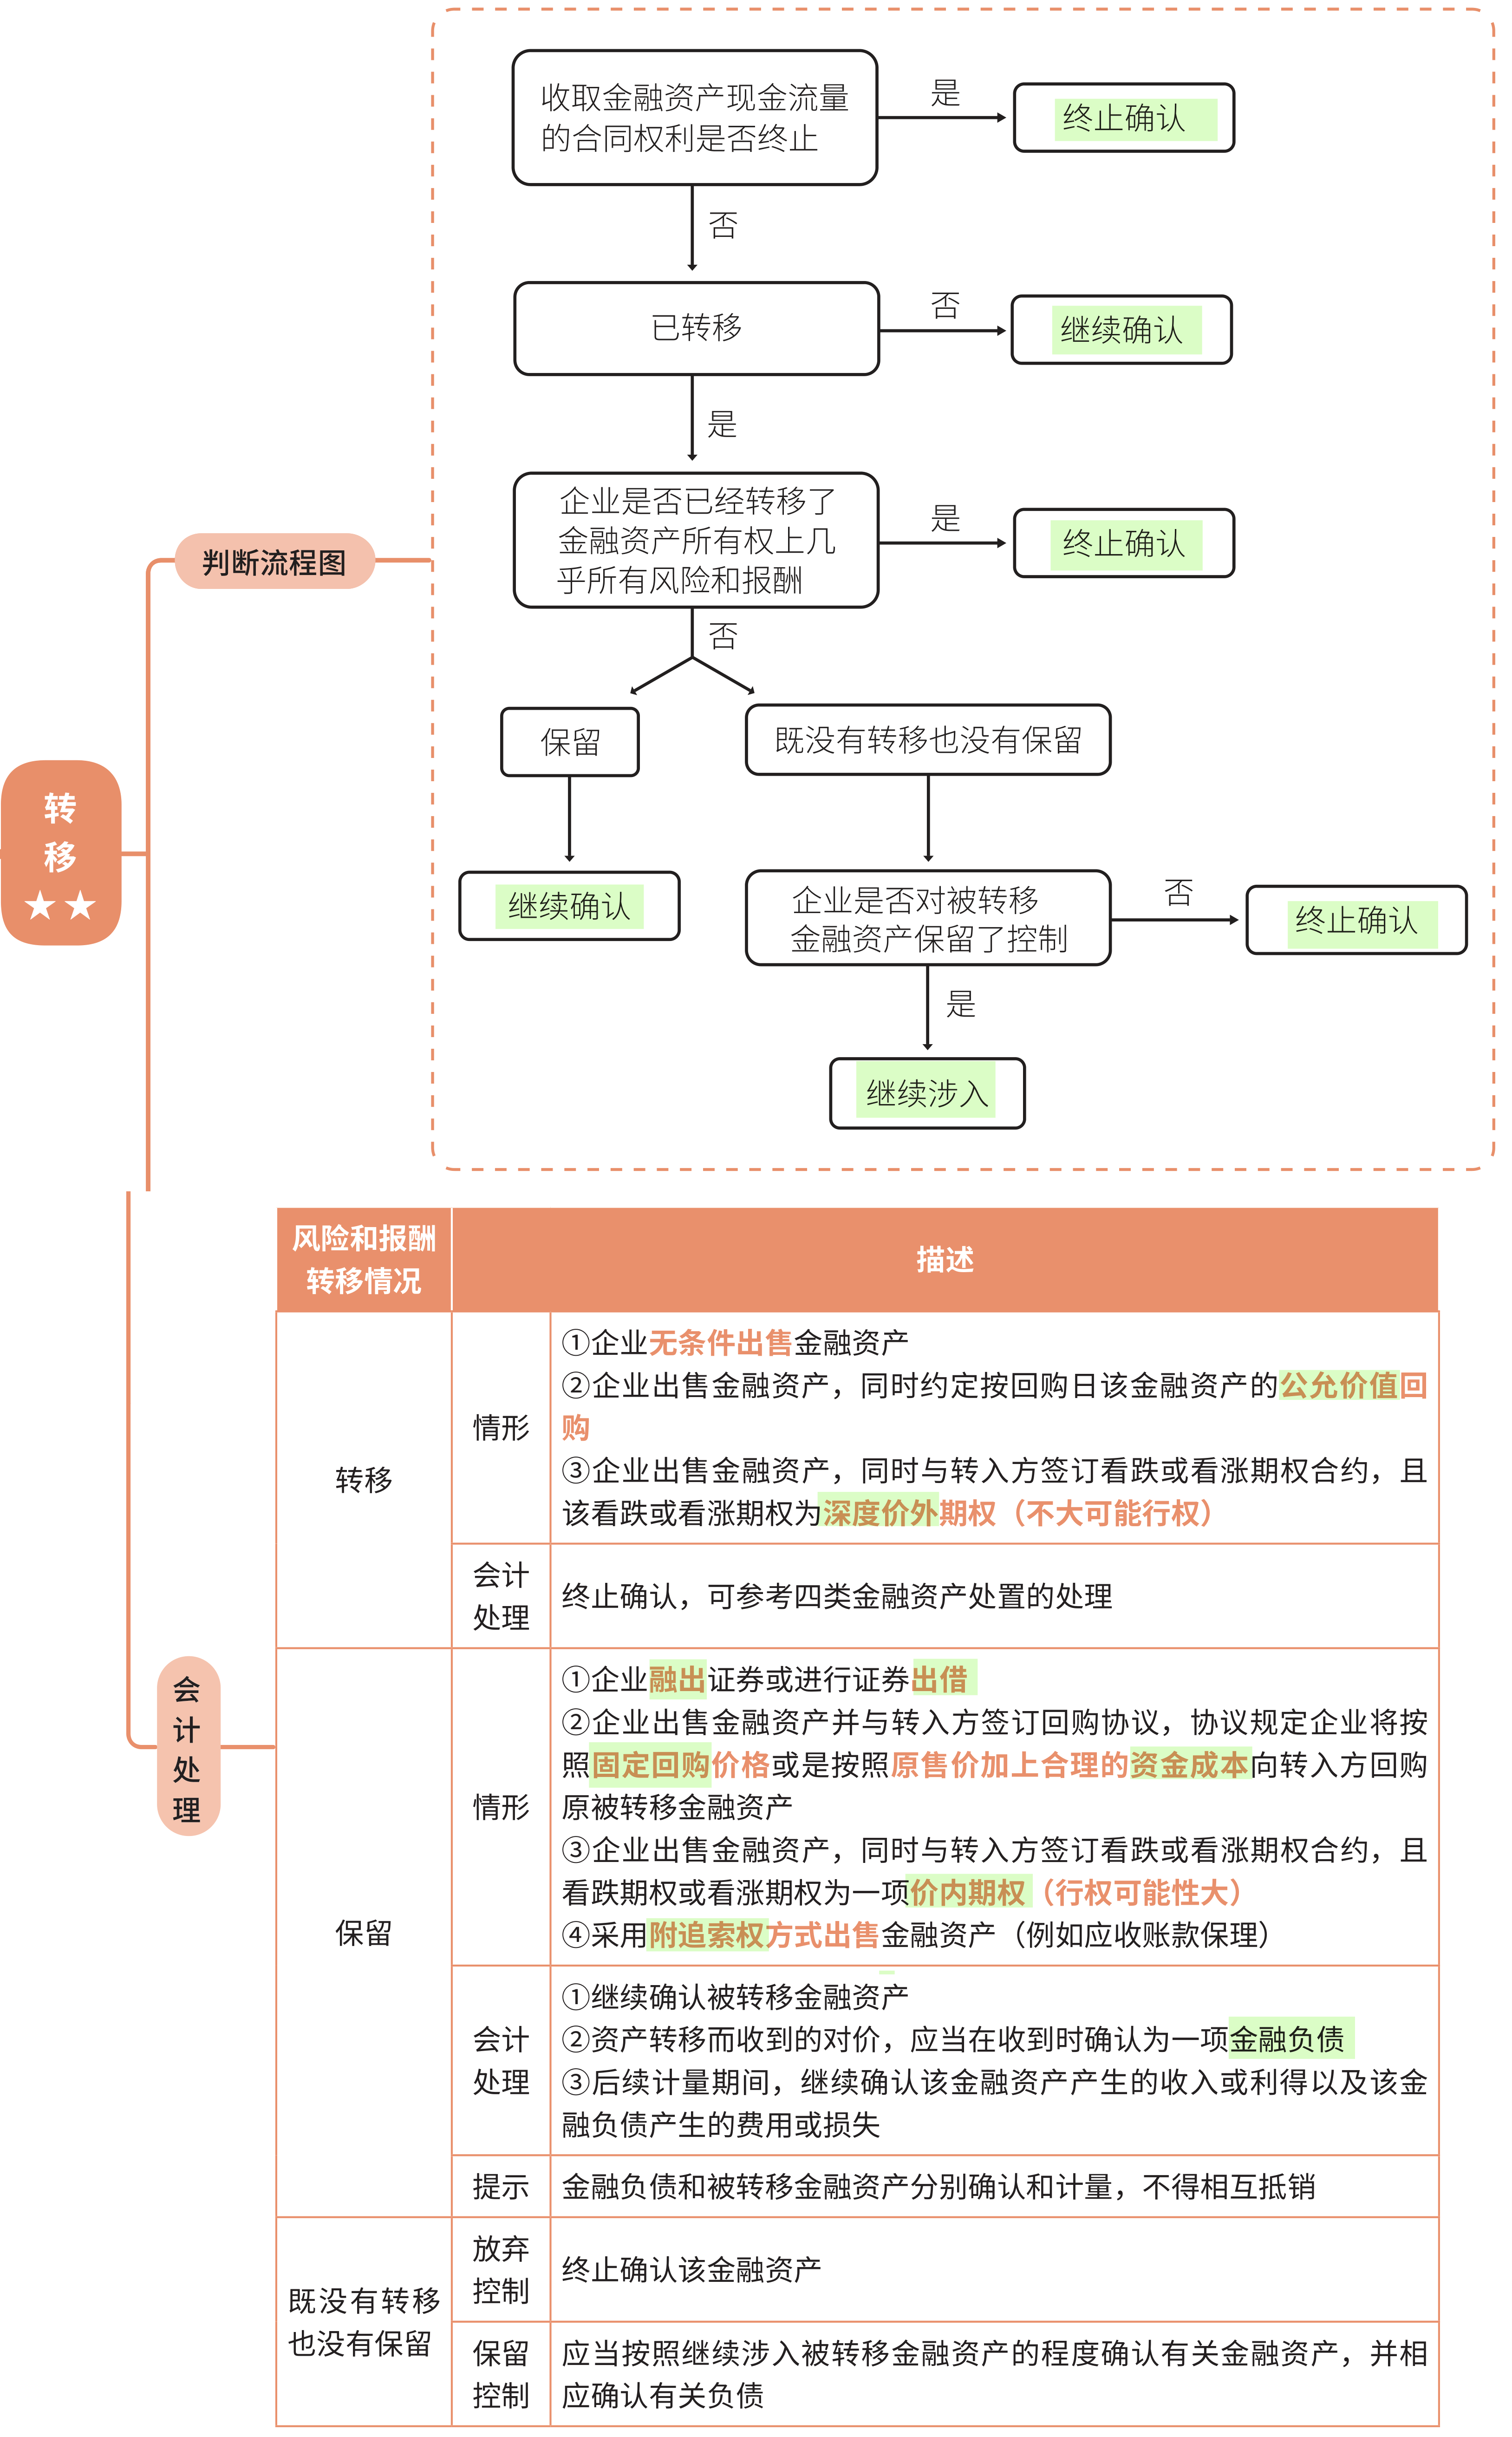 收取金融资产现金流量
的合同权利是否终止
是
终止确认
否
已转移
否
继续确认
是
企业是否已经转移了
金融资产所有权上几
乎所有风险和报酬
是
终止确认
判断流程图
否
保留
既没有转移也没有保留
转
移
★★
继续确认
企业是否对被转移
金融资产保留了控制
否
终止确认
是
继续涉入
风险和报酬
转移情况
描述
转移
情形
①企业无条件出售金融资产
②企业出售金融资产，同时约定按回购日该金融资产的公允价值回
购
③企业出售金融资产，同时与转入方签订看跌或看涨期权合约，且
该看跌或看涨期权为深度价外期权（不大可能行权）
会计
处理
终止确认，可参考四类金融资产处置的处理
会
计
处
理
保留
情形
①企业融出证券或进行证券出借
②企业出售金融资产并与转入方签订回购协议，协议规定企业将按
照固定回购价格或是按照原售价加上合理的资金成本向转入方回购
原被转移金融资产
③企业出售金融资产，同时与转入方签订看跌或看涨期权合约，且
看跌期权或看涨期权为一项价内期权（行权可能性大）
④采用附追索权方式出售金融资产（例如应收账款保理）
会计
处理
①继续确认被转移金融资产
②资产转移而收到的对价，应当在收到时确认为一项金融负债
③后续计量期间，继续确认该金融资产产生的收入或利得以及该金
融负债产生的费用或损失
提示
金融负债和被转移金融资产分别确认和计量，不得相互抵销
既没有转移
也没有保留
放弃
控制
终止确认该金融资产
保留
控制
应当按照继续涉入被转移金融资产的程度确认有关金融资产，并相
应确认有关负债